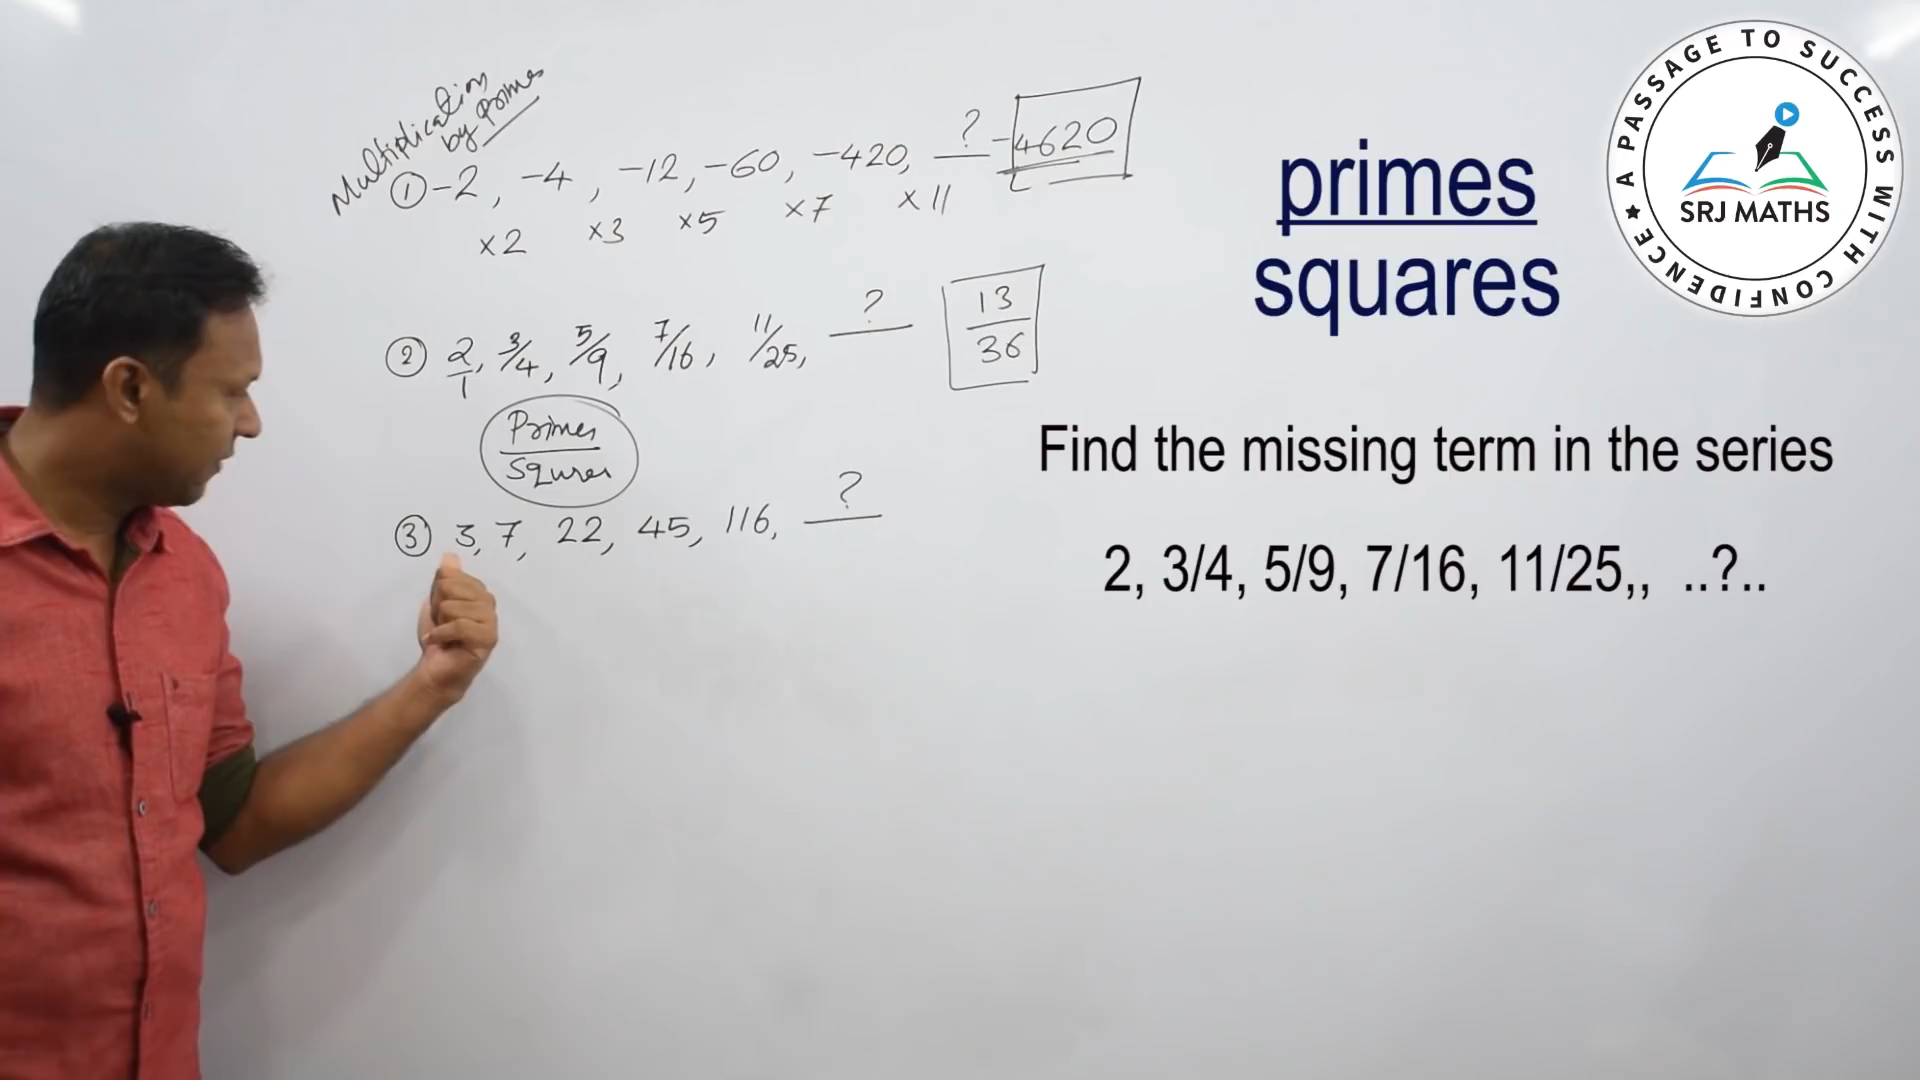 Multiplication
by Primes
① -2, -4, -12, -60, -420, ? -4620
×2 ×3 ×5 ×7 ×11
② 2/1, 3/4, 5/9, 7/16, 11/25, ? 13/36
Primes
Squres
③ 3, 7, 22, 45, 116, ?
primes
squares
Find the missing term in the series
2, 3/4, 5/9, 7/16, 11/25,, ..?..
A PASSAGE TO SUCCESS WITH CONFIDENCE ★
SRJ MATHS